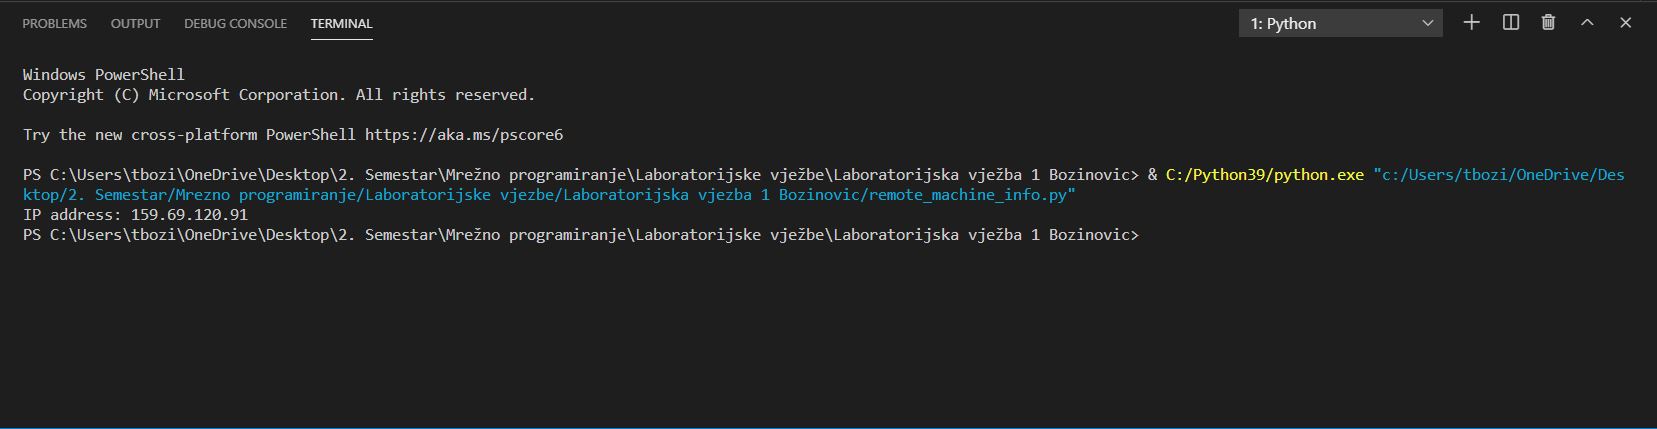 PROBLEMS OUTPUT DEBUG CONSOLE TERMINAL 1: Python
Windows PowerShell
Copyright (C) Microsoft Corporation. All rights reserved.
Try the new cross-platform PowerShell https://aka.ms/pscore6
PS C:\Users\tbozi\OneDrive\Desktop\2. Semestar\Mrežno programiranje\Laboratorijske vježbe\Laboratorijska vježba 1 Bozinovic> & C:/Python39/python.exe "c:/Users/tbozi/OneDrive/Des
ktop/2. Semestar/Mrezno programiranje/Laboratorijske vjezbe/Laboratorijska vjezba 1 Bozinovic/remote_machine_info.py"
IP address: 159.69.120.91
PS C:\Users\tbozi\OneDrive\Desktop\2. Semestar\Mrežno programiranje\Laboratorijske vježbe\Laboratorijska vježba 1 Bozinovic>